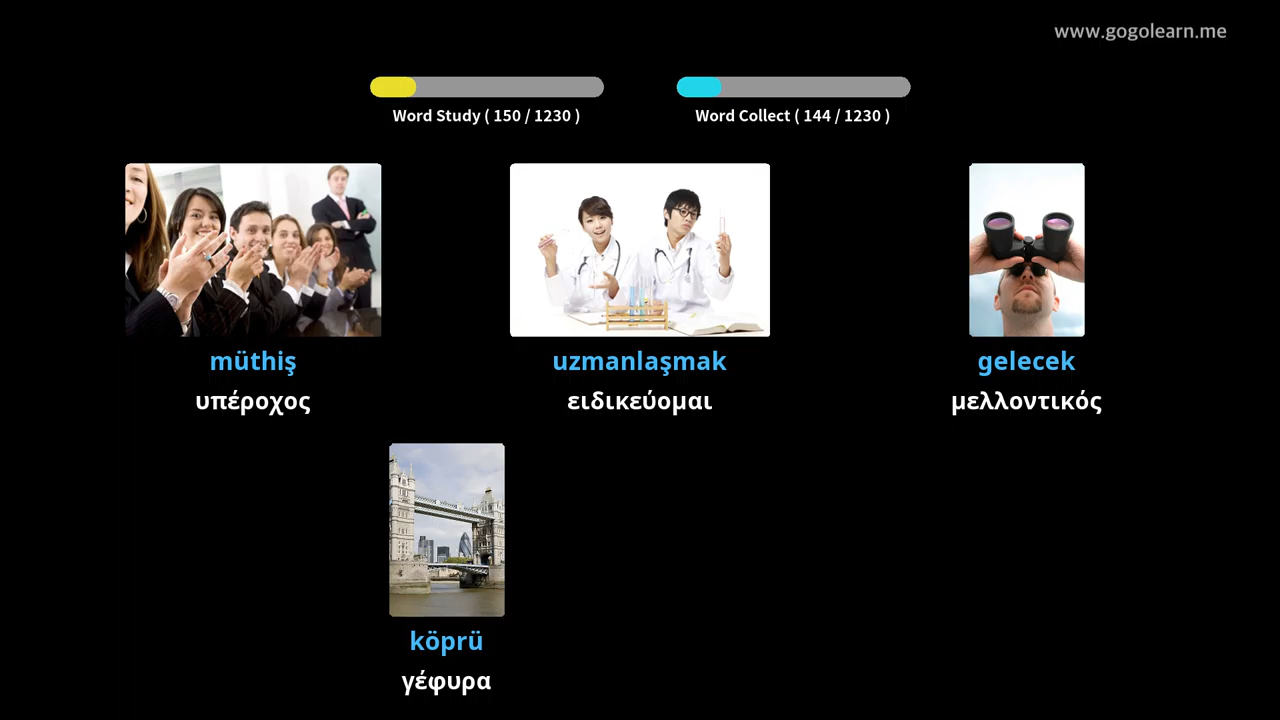 www.gogolearn.me
Word Study ( 150 / 1230 )
Word Collect ( 144 / 1230 )
müthiş
υπέροχος
uzmanlaşmak
ειδικεύομαι
gelecek
μελλοντικός
köprü
γέφυρα